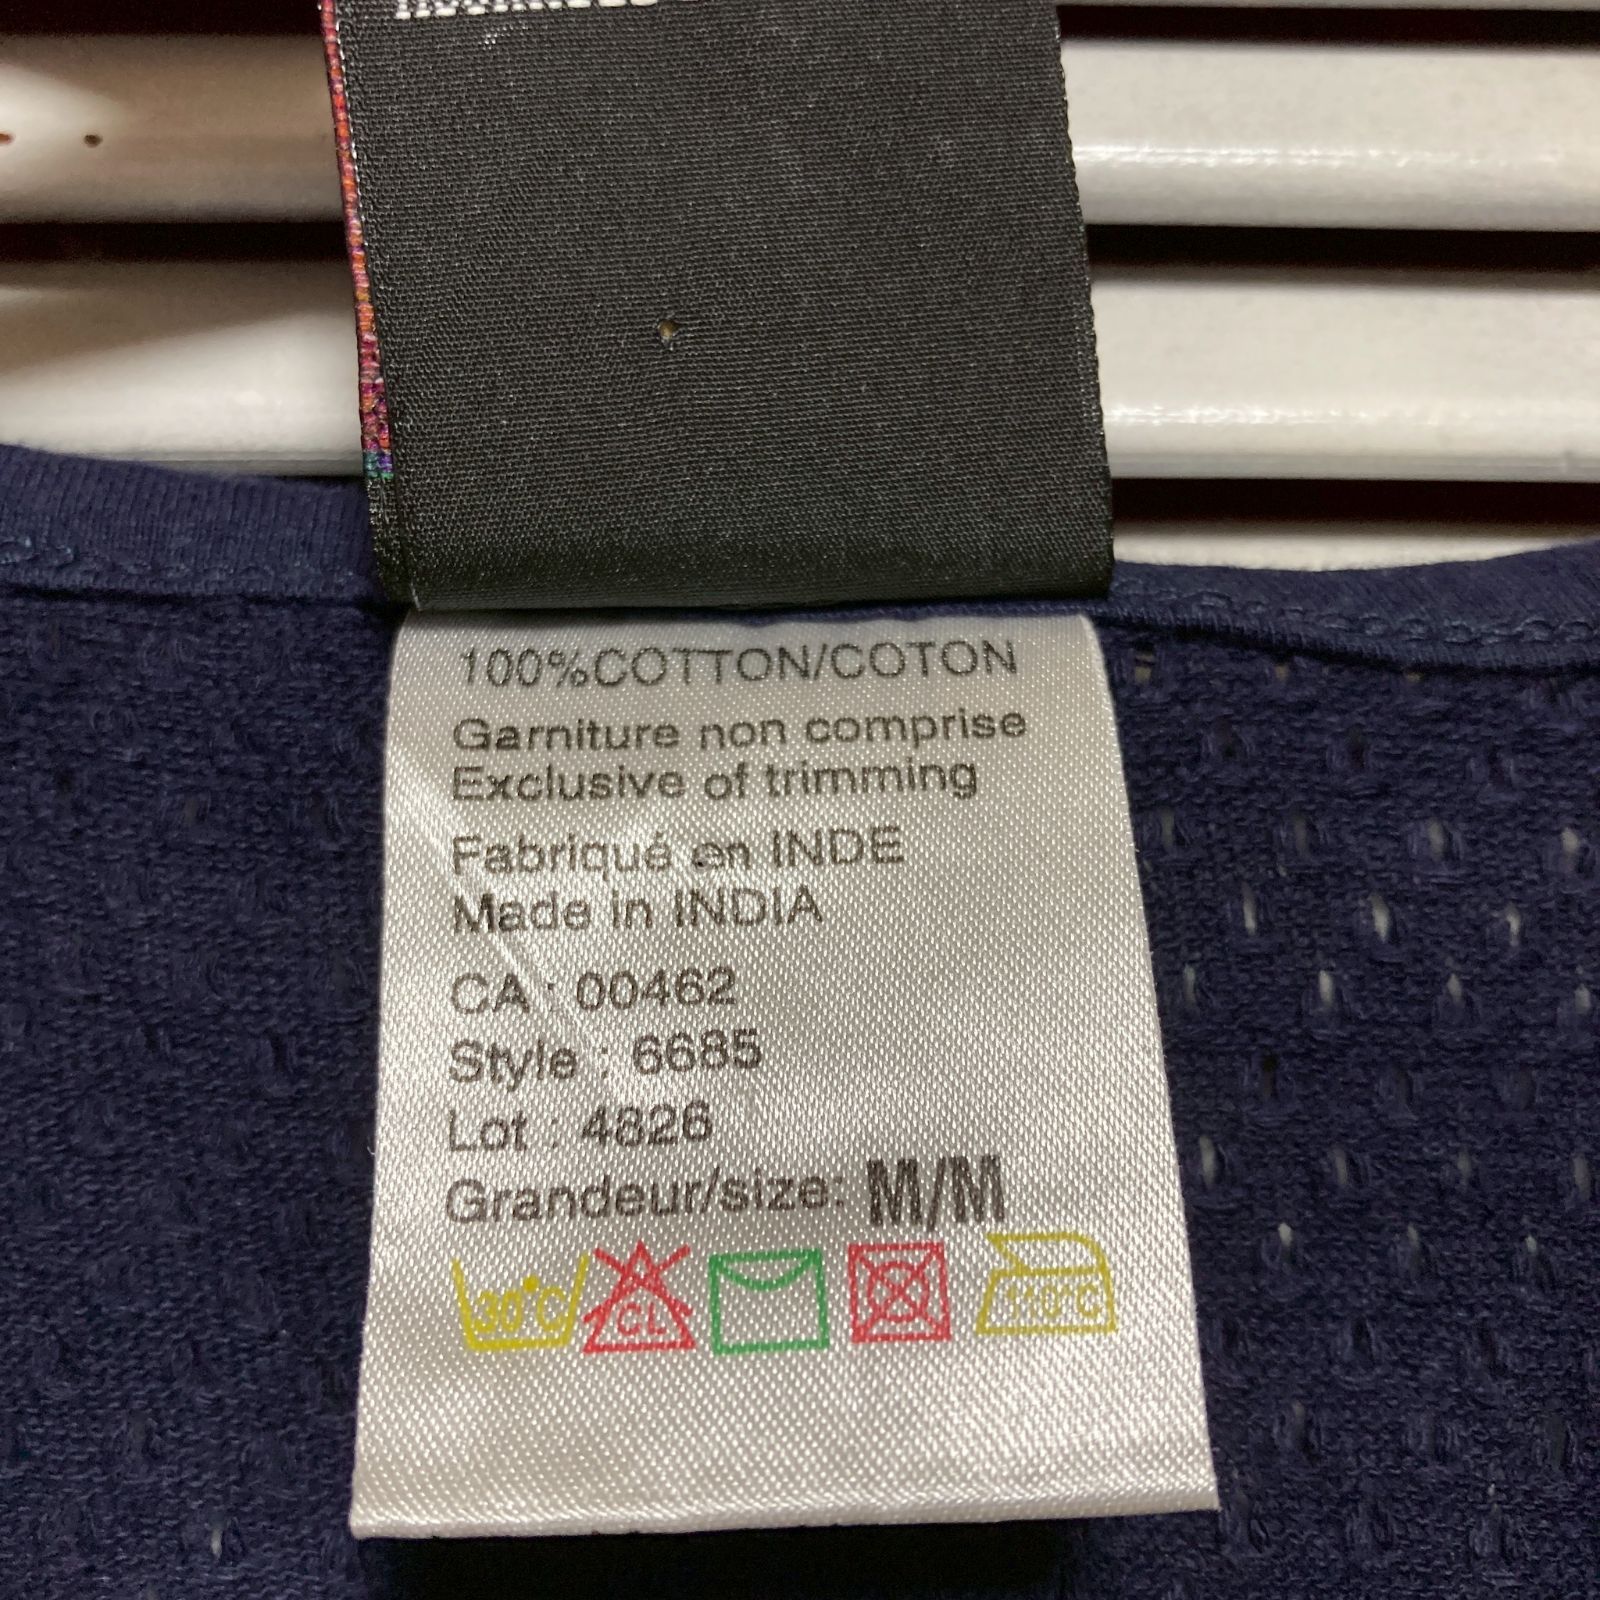 100%COTTON/COTON
Garniture non comprise
Exclusive of trimming
Fabriqué en INDE
Made in INDIA
CA : 00462
Style : 6685
Lot : 4826
Grandeur/size: M/M
30°C CL 110°C